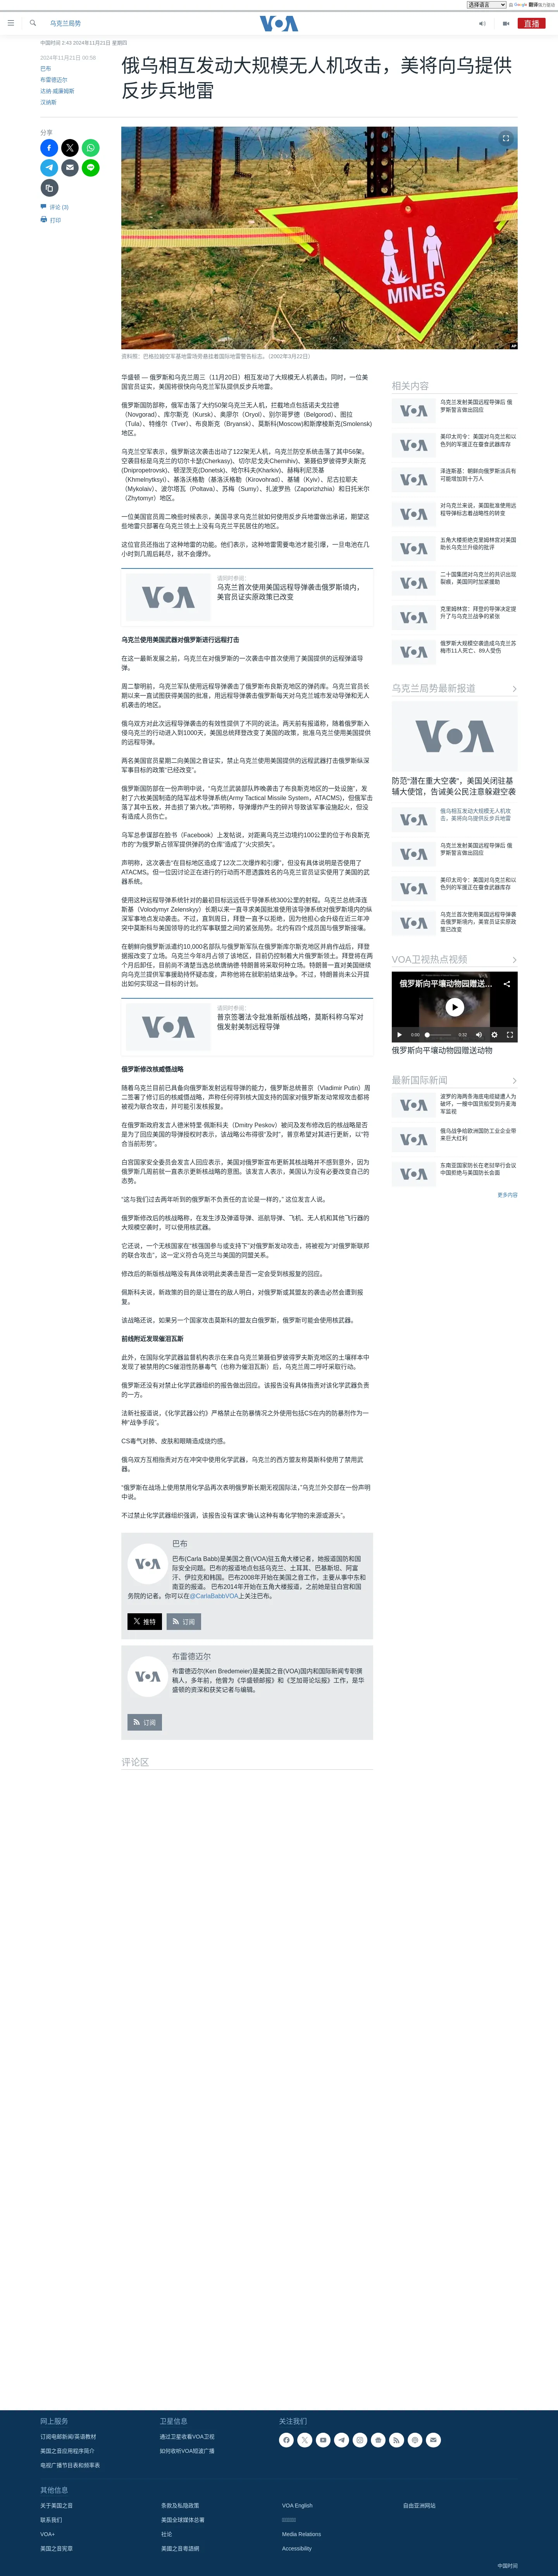 选择语言
由 Google 翻译强力驱动
乌克兰局势
VOA
直播
中国时间 2:43 2024年11月21日 星期四
俄乌相互发动大规模无人机攻击，美将向乌提供
反步兵地雷
2024年11月21日 00:58
巴布
布雷德迈尔
达纳 威廉姆斯
汉纳斯
分享
评论 (3)
打印
MINES
AP
资料照：巴格拉姆空军基地雷场旁悬挂着国际地雷警告标志。（2002年3月22日）
华盛顿 — 俄罗斯和乌克兰周三（11月20日）相互发动了大规模无人机袭击。同时，一位美
国官员证实，美国将很快向乌克兰军队提供反步兵地雷。
俄罗斯国防部称，俄军击落了大约50架乌克兰无人机，拦截地点包括诺夫戈拉德
（Novgorod）、库尔斯克（Kursk）、奥廖尔（Oryol）、别尔哥罗德（Belgorod）、图拉
（Tula）、特维尔（Tver）、布良斯克（Bryansk）、莫斯科(Moscow)和斯摩棱斯克(Smolensk)
地区。
乌克兰空军表示，俄罗斯这次袭击出动了122架无人机，乌克兰防空系统击落了其中56架。
空袭目标是乌克兰的切尔卡瑟(Cherkasy)、切尔尼戈夫Chernihiv)、第聂伯罗彼得罗夫斯克
(Dnipropetrovsk)、顿涅茨克(Donetsk)、哈尔科夫(Kharkiv)、赫梅利尼茨基
（Khmelnytksyi）、基洛沃格勒（基洛沃格勒（Kirovohrad）、基辅（Kyiv）、尼古拉耶夫
（Mykolaiv）、波尔塔瓦（Poltava）、苏梅（Sumy）、扎波罗热（Zaporizhzhia）和日托米尔
（Zhytomyr）地区。
一位美国官员周二晚些时候表示，美国寻求乌克兰就如何使用反步兵地雷做出承诺，期望这
些地雷只部署在乌克兰领土上没有乌克兰平民居住的地区。
这位官员还指出了这种地雷的功能。他们表示，这种地雷需要电池才能引爆，一旦电池在几
小时到几周后耗尽，就不会爆炸。
VOA
请同时参阅:
乌克兰首次使用美国远程导弹袭击俄罗斯境内，
美官员证实原政策已改变
乌克兰使用美国武器对俄罗斯进行远程打击
在这一最新发展之前，乌克兰在对俄罗斯的一次袭击中首次使用了美国提供的远程弹道导
弹。
周二黎明前，乌克兰军队使用远程导弹袭击了俄罗斯布良斯克地区的弹药库。乌克兰官员长
期以来一直试图获得美国的批准，用远程导弹袭击俄罗斯每天对乌克兰城市发动导弹和无人
机袭击的地区。
俄乌双方对此次远程导弹袭击的有效性提供了不同的说法。两天前有报道称，随着俄罗斯入
侵乌克兰的行动进入到1000天，美国总统拜登改变了美国的政策，批准乌克兰使用美国提供
的远程导弹。
两名美国官员星期二向美国之音证实，禁止乌克兰使用美国提供的远程武器打击俄罗斯纵深
军事目标的政策“已经改变”。
俄罗斯国防部在一份声明中说，“乌克兰武装部队昨晚袭击了布良斯克地区的一处设施”，发
射了六枚美国制造的陆军战术导弹系统(Army Tactical Missile System，ATACMS)，但俄军击
落了其中五枚，并击损了第六枚。”声明称，导弹爆炸产生的碎片导致该军事设施起火，但没
有造成人员伤亡。
乌军总参谋部在脸书（Facebook）上发帖说，对距离乌克兰边境约100公里的位于布良斯克
市的“为俄罗斯占领军提供弹药的仓库”造成了“火灾损失”。
声明称，这次袭击“在目标地区造成了12次二次爆炸和引爆”，但没有具体说明是否使用了
ATACMS。但一位因讨论正在进行的行动而不愿透露姓名的乌克兰官员证实使用了美国的武
器系统。
使用这种远程导弹系统针对的最初目标远远低于导弹系统300公里的射程。乌克兰总统泽连
斯基（Volodymyr Zelenskyy）长期以来寻求美国批准使用该导弹系统对俄罗斯境内的纵
深军事地点发动袭击。不过，直到周日，拜登一直予以拒绝，因为他担心会升级在近三年冲
突中莫斯科与美国领导的北约军事联盟之间的紧张局势。北约有四个成员国与俄罗斯接壤。
在朝鲜向俄罗斯派遣约10,000名部队与俄罗斯军队在俄罗斯库尔斯克地区并肩作战后，拜登
据报改变了立场。乌克兰今年8月占领了该地区，目前仍控制着大片俄罗斯领土。拜登在两
个月后将离任，而美国当选总统唐纳德·特朗普将采取何种立场。特朗普一直对美国继续
向乌克兰提供军事援助持怀疑态度，声称他将在就职前结束战争。不过，特朗普尚未公开提
出他将如何实现这一目标的计划。
VOA
请同时参阅:
普京签署法令批准新版核战略，莫斯科称乌军对
俄发射美制远程导弹
俄罗斯修改核威慑战略
随着乌克兰目前已具备向俄罗斯发射远程导弹的能力，俄罗斯总统普京（Vladimir Putin）周
二签署了修订后的核威慑战略，声称任何得到核大国支持的国家对俄罗斯发动常规攻击都将
被视为联合攻击，并可能引发核报复。
在俄罗斯政府发言人德米特里·佩斯科夫（Dmitry Peskov）被问及发布修改后的核战略是否
是为了回应美国的导弹授权时表示，该战略公布得很“及时”，普京希望对其进行更新，以“符
合当前形势”。
白宫国家安全委员会发言人回应表示，美国对俄罗斯宣布更新其核战略并不感到意外，因为
俄罗斯几周前就一直表示更新核战略的意图。该发言人表示，美国认为没有必要改变自己的
态势。
“这与我们过去两年听到的俄罗斯不负责任的言论是一样的，” 这位发言人说。
俄罗斯修改后的核战略称，在发生涉及弹道导弹、巡航导弹、飞机、无人机和其他飞行器的
大规模空袭时，可以使用核武器。
它还说，一个无核国家在“核强国参与或支持下”对俄罗斯发动攻击，将被视为“对俄罗斯联邦
的联合攻击”，这一定义符合乌克兰与美国的同盟关系。
修改后的新版核战略没有具体说明此类袭击是否一定会受到核报复的回应。
佩斯科夫说，新政策的目的是让潜在的敌人明白，对俄罗斯或其盟友的袭击必然会遭到报
复。
该战略还说，如果另一个国家攻击莫斯科的盟友白俄罗斯，俄罗斯可能会使用核武器。
前线附近发现催泪瓦斯
此外，在国际化学武器监督机构表示在来自乌克兰第聂伯罗彼得罗夫斯克地区的土壤样本中
发现了被禁用的CS催泪性防暴毒气（也称为催泪瓦斯）后，乌克兰周二呼吁采取行动。
俄罗斯还没有对禁止化学武器组织的报告做出回应。该报告没有具体指责对该化学武器负责
的一方。
法新社报道说，《化学武器公约》严格禁止在防暴情况之外使用包括CS在内的防暴剂作为一
种“战争手段”。
CS毒气对肺、皮肤和眼睛造成烧灼感。
俄乌双方互相指责对方在冲突中使用化学武器，乌克兰的西方盟友称莫斯科使用了禁用武
器。
“俄罗斯在战场上使用禁用化学品再次表明俄罗斯长期无视国际法，”乌克兰外交部在一份声明
中说。
不过禁止化学武器组织强调，该报告没有谋求“确认这种有毒化学物的来源或源头”。
VOA
巴布
巴布(Carla Babb)是美国之音(VOA)驻五角大楼记者，她报道国防和国
际安全问题。巴布的报道地点包括乌克兰、土耳其、巴基斯坦、阿富
汗、伊拉克和韩国。巴布2008年开始在美国之音工作，主要从事中东和
南亚的报道。 巴布2014年开始在五角大楼报道，之前她是驻白宫和国
务院的记者。你可以在@CarlaBabbVOA上关注巴布。
推特
订阅
VOA
布雷德迈尔
布雷德迈尔(Ken Bredemeier)是美国之音(VOA)国内和国际新闻专职撰
稿人，多年前，他曾为《华盛顿邮报》和《芝加哥论坛报》工作，是华
盛顿的资深和获奖记者与编辑。
订阅
评论区
相关内容
VOA
乌克兰发射美国远程导弹后 俄
罗斯誓言做出回应
VOA
美印太司令：美国对乌克兰和以
色列的军援正在蚕食武器库存
VOA
泽连斯基：朝鲜向俄罗斯派兵有
可能增加到十万人
VOA
对乌克兰来说，美国批准使用远
程导弹标志着战略性的转变
VOA
五角大楼拒绝克里姆林宫对美国
助长乌克兰升级的批评
VOA
二十国集团对乌克兰的共识出现
裂痕，美国同时加紧援助
VOA
克里姆林宫：拜登的导弹决定提
升了与乌克兰战争的紧张
VOA
俄罗斯大规模空袭造成乌克兰苏
梅市11人死亡、89人受伤
乌克兰局势最新报道
VOA
防范“潜在重大空袭”，美国关闭驻基
辅大使馆，告诫美公民注意躲避空袭
VOA
俄乌相互发动大规模无人机攻
击，美将向乌提供反步兵地雷
VOA
乌克兰发射美国远程导弹后 俄
罗斯誓言做出回应
VOA
美印太司令：美国对乌克兰和以
色列的军援正在蚕食武器库存
VOA
乌克兰首次使用美国远程导弹袭
击俄罗斯境内，美官员证实原政
策已改变
VOA卫视热点视频
俄罗斯向平壤动物园赠送…
0:00
0:32
俄罗斯向平壤动物园赠送动物
最新国际新闻
VOA
波罗的海两条海底电缆破遭人为
破坏，一艘中国货船受到丹麦海
军监视
VOA
俄乌战争给欧洲国防工业企业带
来巨大红利
VOA
东南亚国家防长在老挝举行会议
中国拒绝与美国防长会面
更多内容
网上服务
订阅电邮新闻/英语教材
美国之音应用程序简介
电视广播节目表和频率表
卫星信息
通过卫星收看VOA卫视
如何收听VOA短波广播
关注我们
其他信息
关于美国之音
条款及私隐政策
VOA English
自由亚洲网站
联系我们
美国全球媒体总署
VOA+
社论
Media Relations
美国之音宪章
美国之音粤語網
Accessibility
中国时间